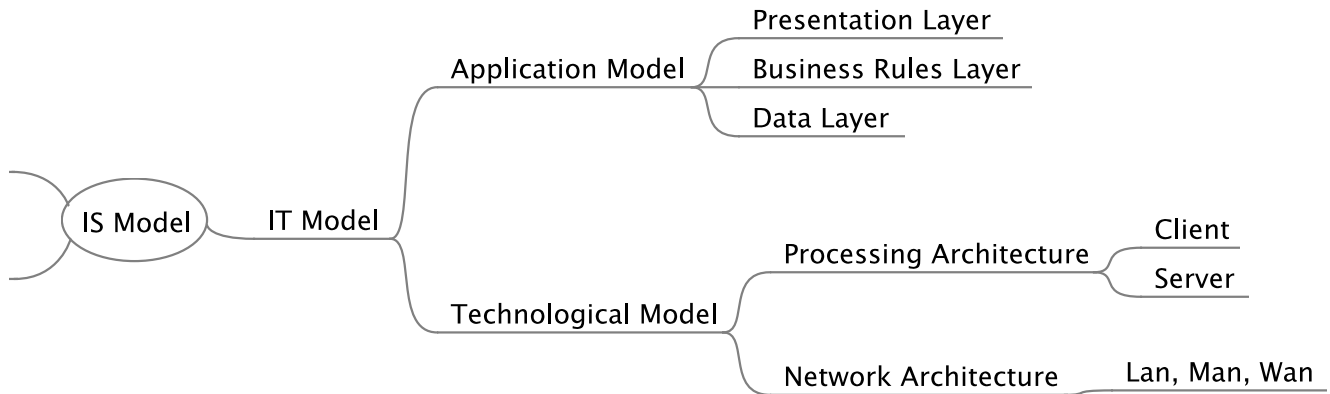 Presentation Layer
Application Model
Business Rules Layer
Data Layer
IS Model
IT Model
Client
Processing Architecture
Server
Technological Model
Network Architecture
Lan, Man, Wan